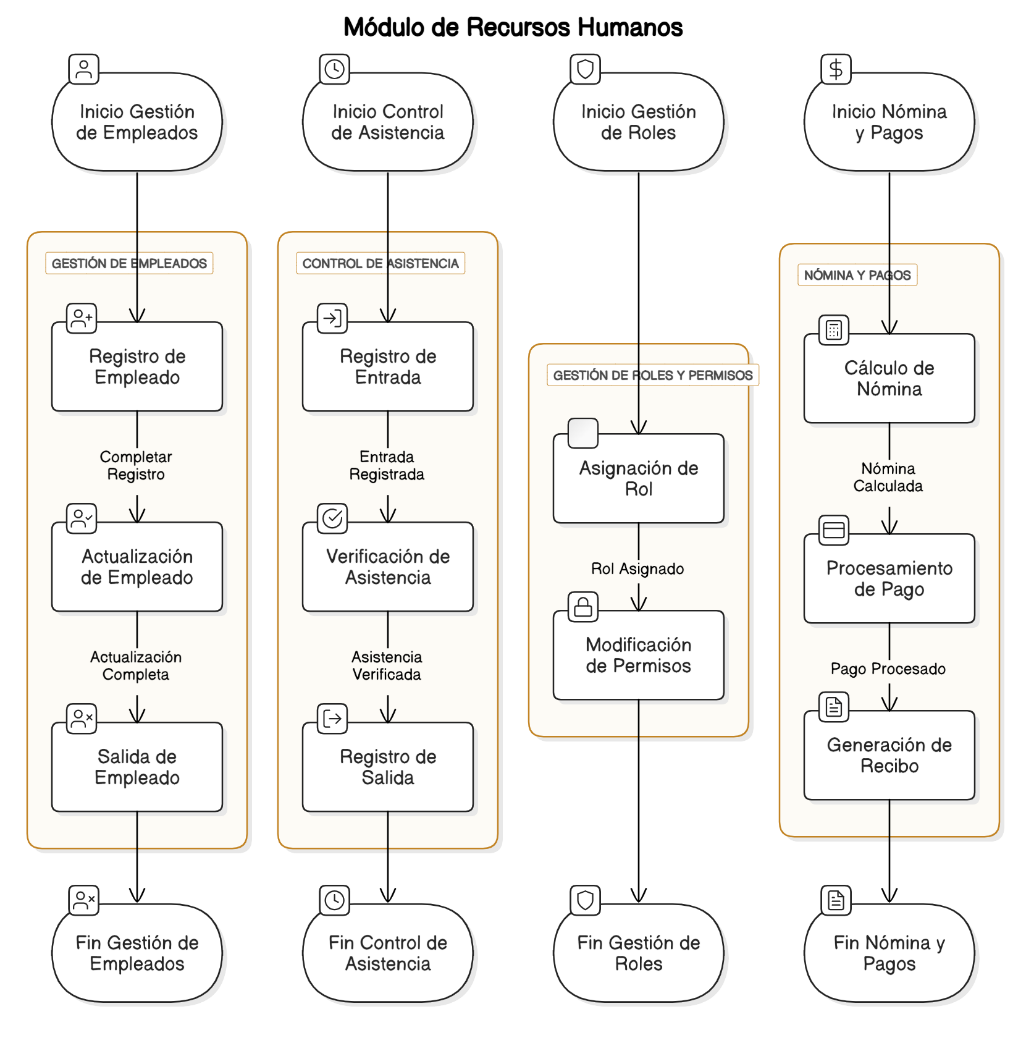 Módulo de Recursos Humanos
Inicio Gestión
de Empleados
GESTIÓN DE EMPLEADOS
Registro de
Empleado
Completar
Registro
Actualización
de Empleado
Actualización
Completa
Salida de
Empleado
Fin Gestión de
Empleados
Inicio Control
de Asistencia
CONTROL DE ASISTENCIA
Registro de
Entrada
Entrada
Registrada
Verificación de
Asistencia
Asistencia
Verificada
Registro de
Salida
Fin Control de
Asistencia
Inicio Gestión
de Roles
GESTIÓN DE ROLES Y PERMISOS
Asignación de
Rol
Rol Asignado
Modificación
de Permisos
Fin Gestión de
Roles
Inicio Nómina
y Pagos
NÓMINA Y PAGOS
Cálculo de
Nómina
Nómina
Calculada
Procesamiento
de Pago
Pago Procesado
Generación de
Recibo
Fin Nómina y
Pagos